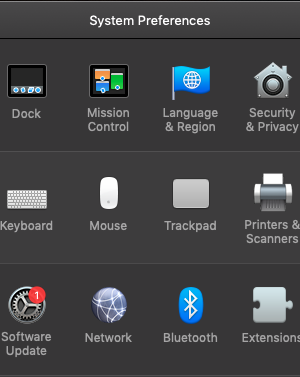 System Preferences
Dock
Mission
Control
Language
& Region
Security
& Privacy
Keyboard
Mouse
Trackpad
Printers &
Scanners
1
Software
Update
Network
Bluetooth
Extensions